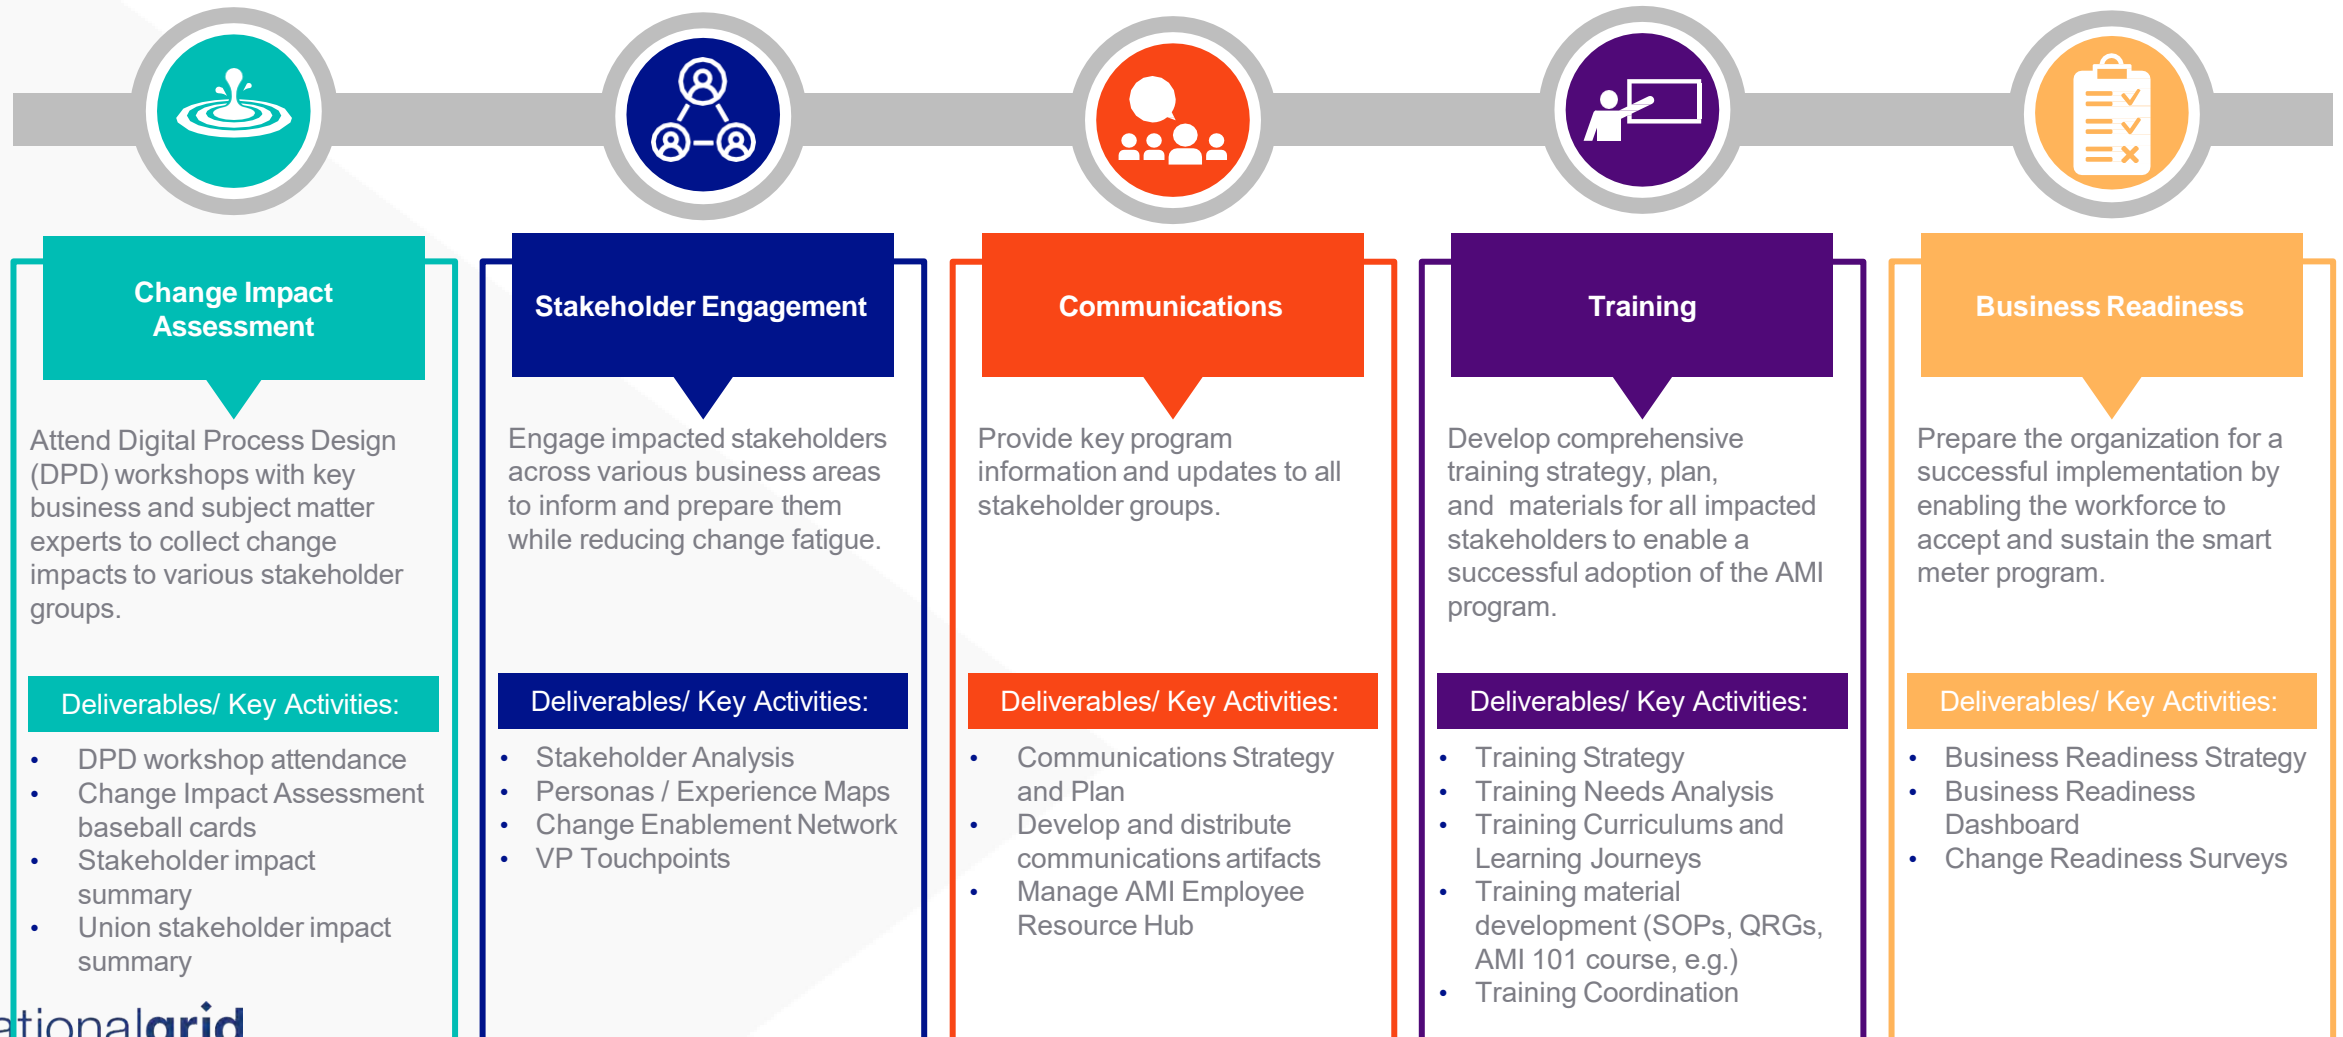 Change Impact
Assessment
Attend Digital Process Design
(DPD) workshops with key
business and subject matter
experts to collect change
impacts to various stakeholder
groups.
Deliverables/ Key Activities:
• DPD workshop attendance
• Change Impact Assessment
baseball cards
• Stakeholder impact
summary
• Union stakeholder impact
summary
Stakeholder Engagement
Engage impacted stakeholders
across various business areas
to inform and prepare them
while reducing change fatigue.
Deliverables/ Key Activities:
• Stakeholder Analysis
• Personas / Experience Maps
• Change Enablement Network
• VP Touchpoints
Communications
Provide key program
information and updates to all
stakeholder groups.
Deliverables/ Key Activities:
• Communications Strategy
and Plan
• Develop and distribute
communications artifacts
• Manage AMI Employee
Resource Hub
Training
Develop comprehensive
training strategy, plan,
and  materials for all impacted
stakeholders to enable a
successful adoption of the AMI
program.
Deliverables/ Key Activities:
• Training Strategy
• Training Needs Analysis
• Training Curriculums and
Learning Journeys
• Training material
development (SOPs, QRGs,
AMI 101 course, e.g.)
• Training Coordination
Business Readiness
Prepare the organization for a
successful implementation by
enabling the workforce to
accept and sustain the smart
meter program.
Deliverables/ Key Activities:
• Business Readiness Strategy
• Business Readiness
Dashboard
• Change Readiness Surveys
ationalgrid